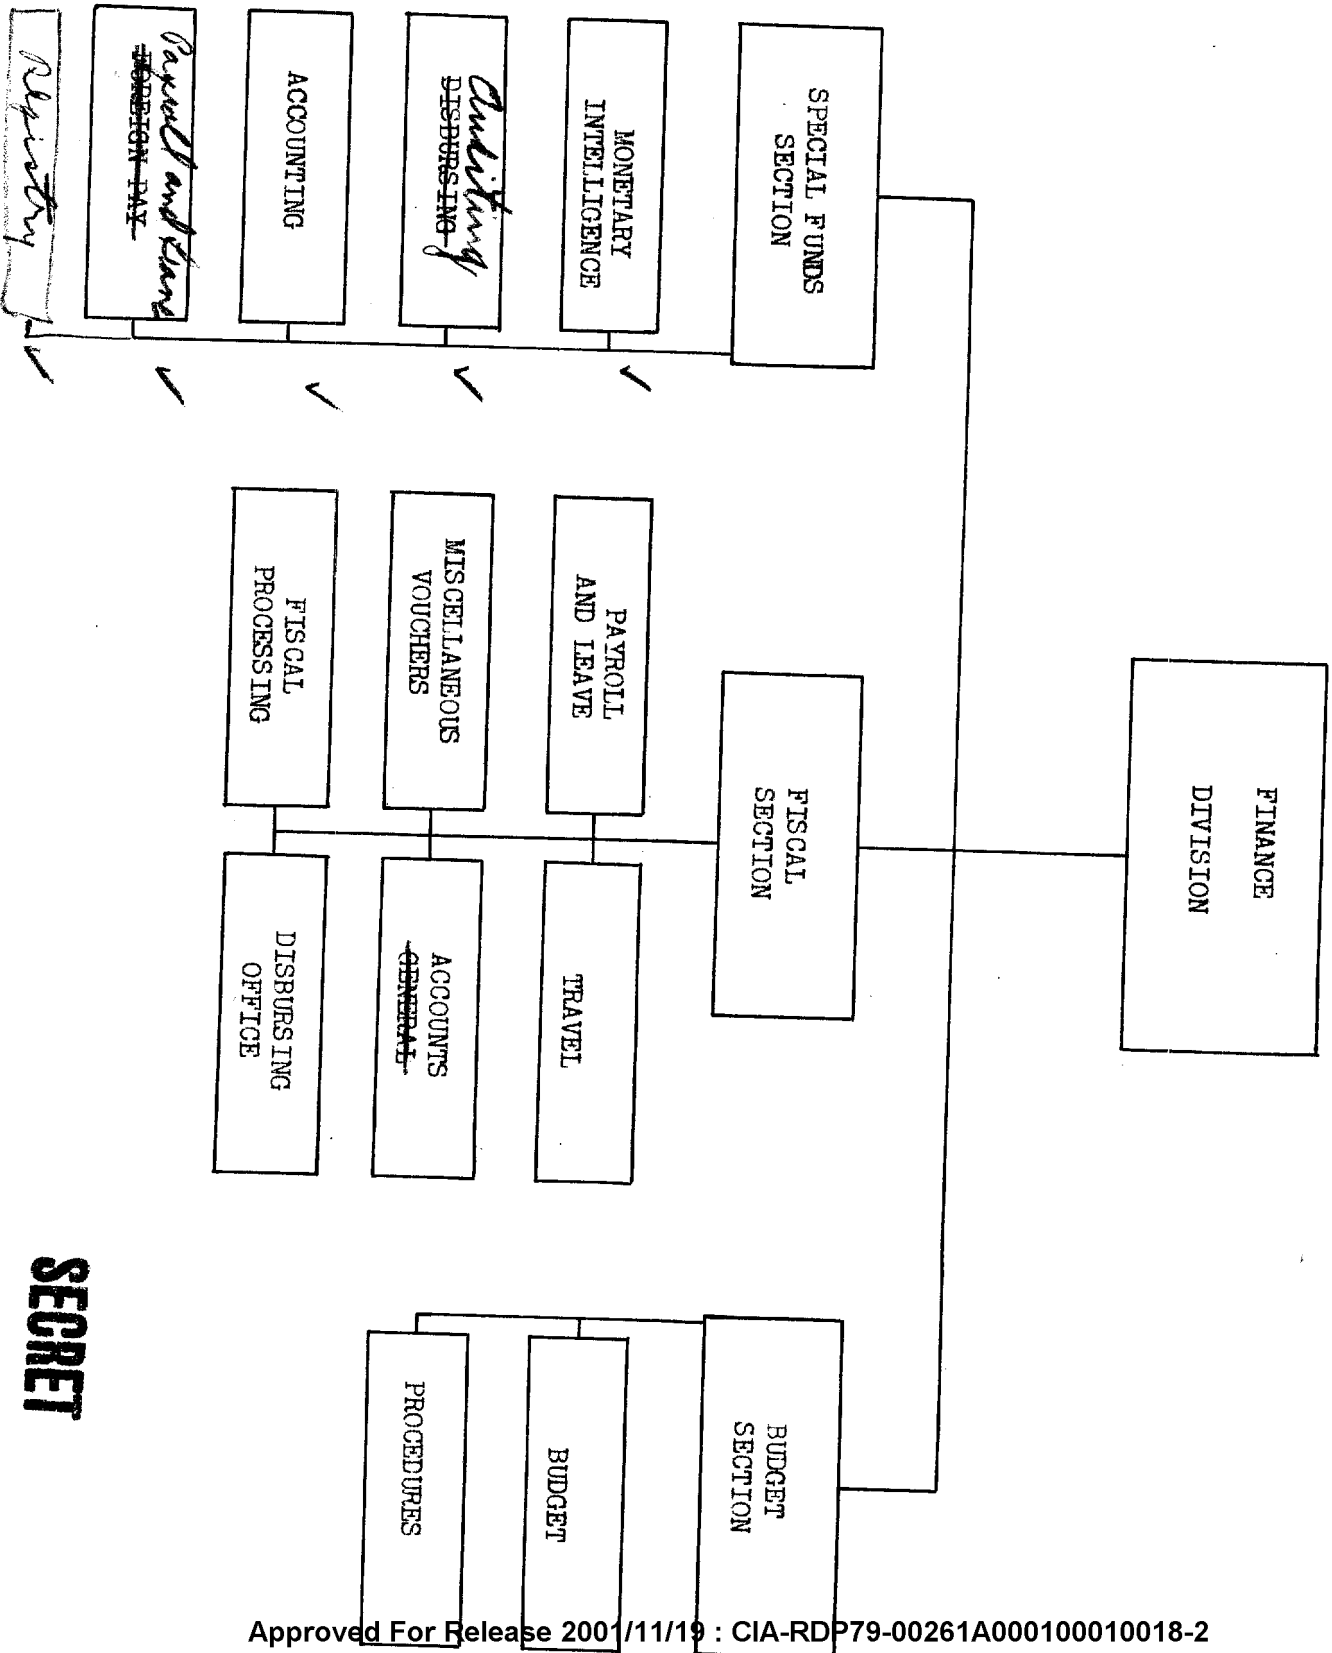 FINANCE
DIVISION
SPECIAL FUNDS
SECTION
MONETARY
INTELLIGENCE
Auditing
DISBURSING
ACCOUNTING
Payroll and
FOREIGN PAY
Registry
FISCAL
SECTION
PAYROLL
AND LEAVE
TRAVEL
MISCELLANEOUS
VOUCHERS
ACCOUNTS
GENERAL
FISCAL
PROCESSING
DISBURSING
OFFICE
BUDGET
SECTION
BUDGET
PROCEDURES
SECRET
Approved For Release 2001/11/19 : CIA-RDP79-00261A000100010018-2